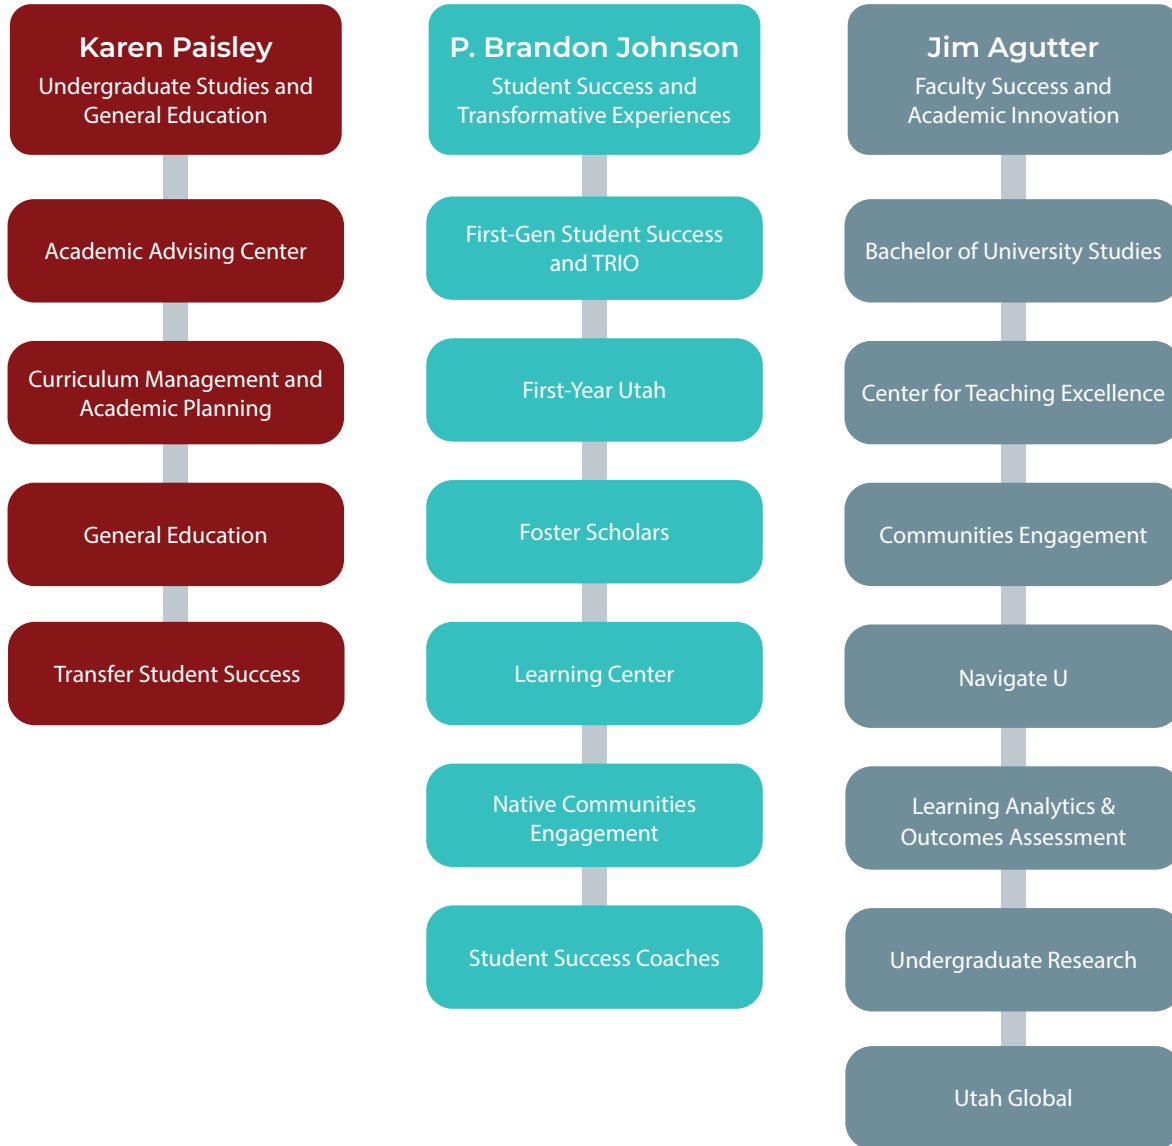 Karen Paisley
Undergraduate Studies and
General Education
Academic Advising Center
Curriculum Management and
Academic Planning
General Education
Transfer Student Success
P. Brandon Johnson
Student Success and
Transformative Experiences
First-Gen Student Success
and TRIO
First-Year Utah
Foster Scholars
Learning Center
Native Communities
Engagement
Student Success Coaches
Jim Agutter
Faculty Success and
Academic Innovation
Bachelor of University Studies
Center for Teaching Excellence
Communities Engagement
Navigate U
Learning Analytics &
Outcomes Assessment
Undergraduate Research
Utah Global